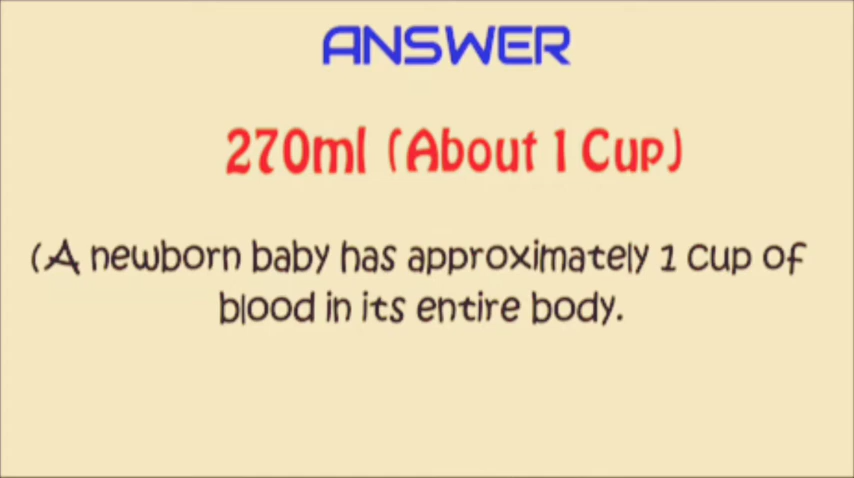 ANSWER
270ml (About 1 Cup)
(A newborn baby has approximately 1 cup of
blood in its entire body.